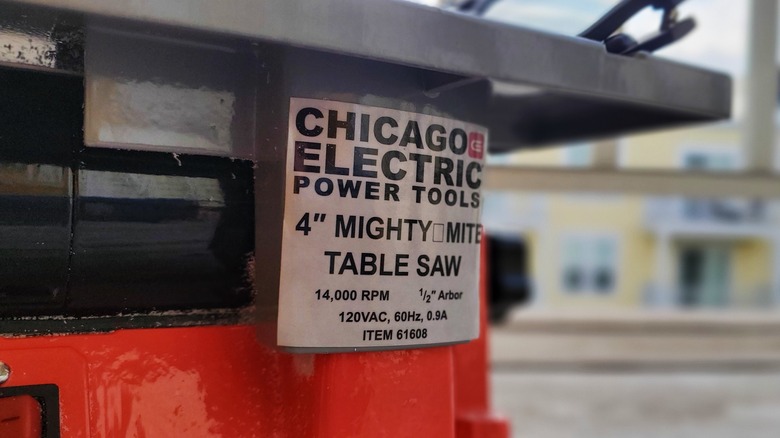 CHICAGO CE
ELECTRIC
POWER TOOLS
4" MIGHTY□MITE
TABLE SAW
14,000 RPM 1/2" Arbor
120VAC, 60Hz, 0.9A
ITEM 61608